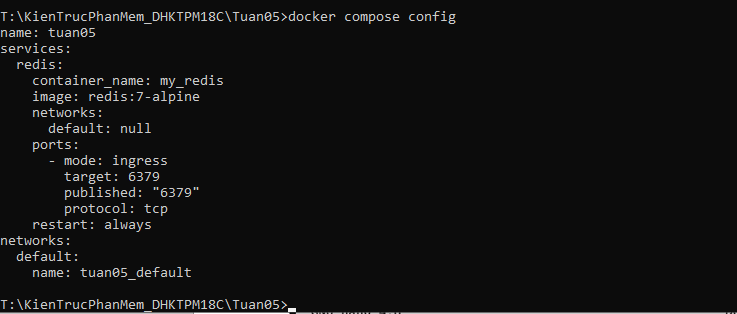 T:\KienTrucPhanMem_DHKTPM18C\Tuan05>docker compose config
name: tuan05
services:
  redis:
    container_name: my_redis
    image: redis:7-alpine
    networks:
      default: null
    ports:
      - mode: ingress
        target: 6379
        published: "6379"
        protocol: tcp
    restart: always
networks:
  default:
    name: tuan05_default
T:\KienTrucPhanMem_DHKTPM18C\Tuan05>